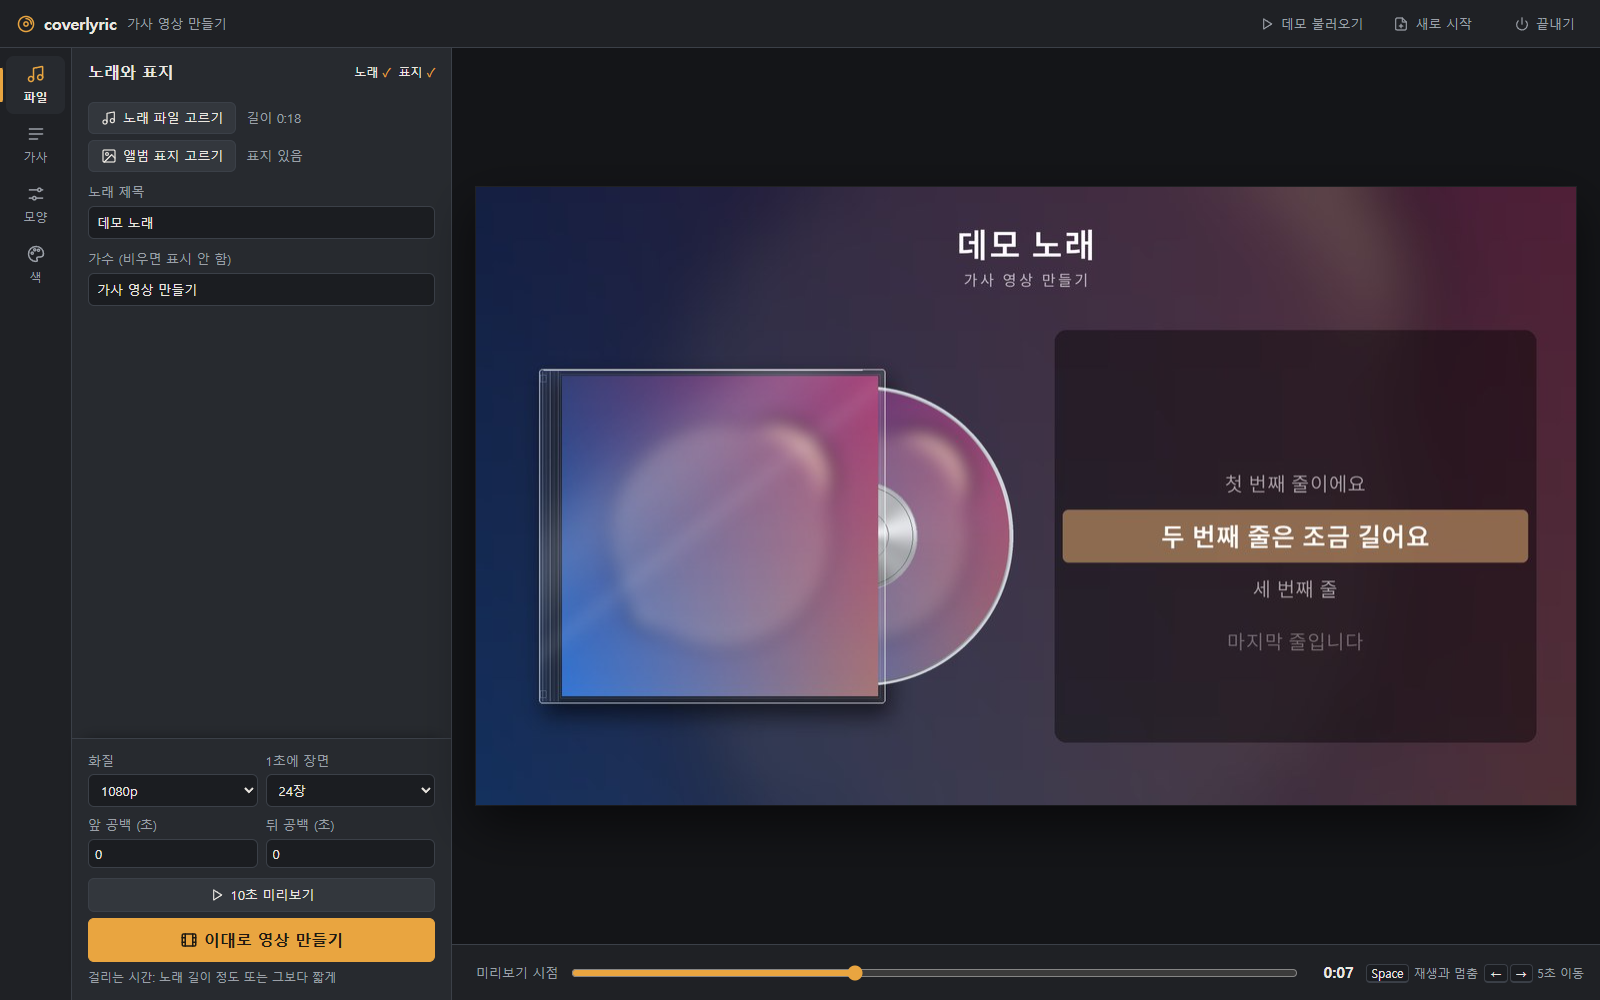 coverlyric 가사 영상 만들기
데모 불러오기
새로 시작
끝내기
파일
가사
모양
색
노래와 표지
노래 ✓ 표지 ✓
노래 파일 고르기
길이 0:18
앨범 표지 고르기
표지 있음
노래 제목
데모 노래
가수 (비우면 표시 안 함)
가사 영상 만들기
화질
1초에 장면
1080p
24장
앞 공백 (초)
뒤 공백 (초)
0
0
10초 미리보기
이대로 영상 만들기
걸리는 시간: 노래 길이 정도 또는 그보다 짧게
데모 노래
가사 영상 만들기
첫 번째 줄이에요
두 번째 줄은 조금 길어요
세 번째 줄
마지막 줄입니다
미리보기 시점
0:07
Space 재생과 멈춤 ← → 5초 이동